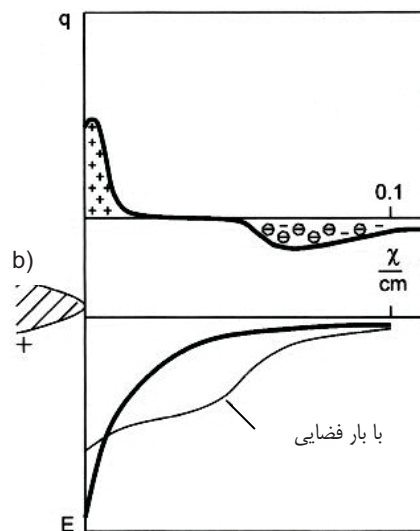 q
+ + + + + + + + + +
⊖ - ⊖ ⊖ - ⊖ - ⊖ ⊖ ⊖ - -
0.1
χ
cm
b)
+
با بار فضایی
E